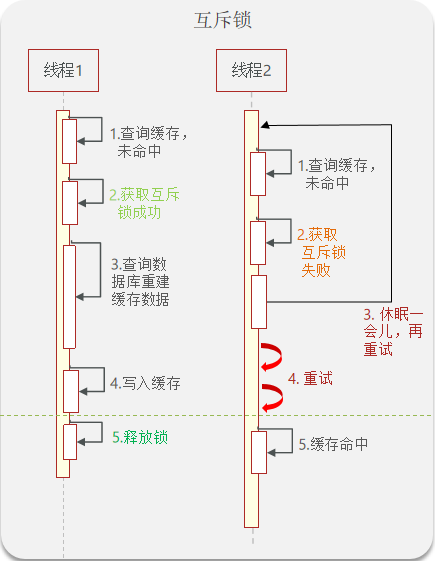 互斥锁
线程1
线程2
1.查询缓存，
未命中
2.获取互斥
锁成功
3.查询数
据库重建
缓存数据
4.写入缓存
5.释放锁
1.查询缓存，
未命中
2.获取
互斥锁
失败
3. 休眠一
会儿，再
重试
4. 重试
5.缓存命中